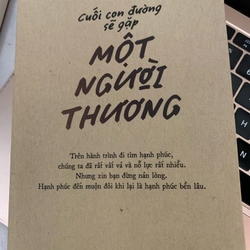 Cuối con đường
sẽ gặp
MỘT
NGƯỜI
THƯƠNG
Trên hành trình đi tìm hạnh phúc,
chúng ta đã rất vất vả và nỗ lực rất nhiều.
Nhưng xin bạn đừng nản lòng.
Hạnh phúc đến muộn đôi khi lại là hạnh phúc bền lâu.